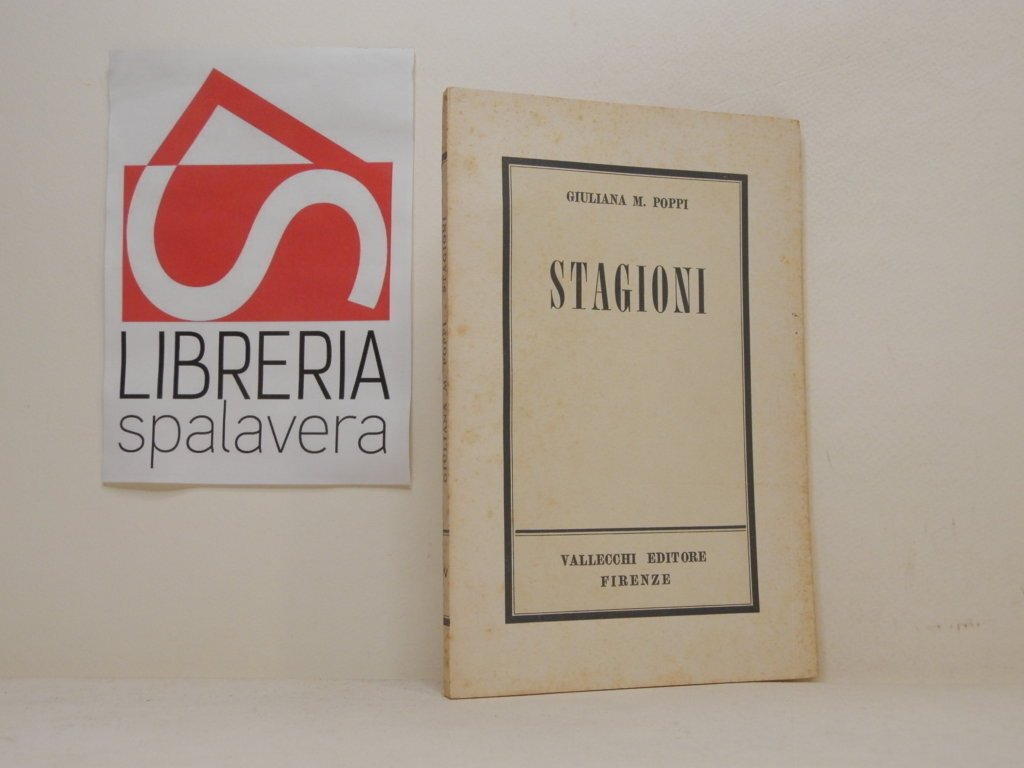 LIBRERIA
spalavera
GIULIANA M. POPPI
STAGIONI
VALLECCHI EDITORE
FIRENZE
GIULIANA M. POPPI - STAGIONI
V